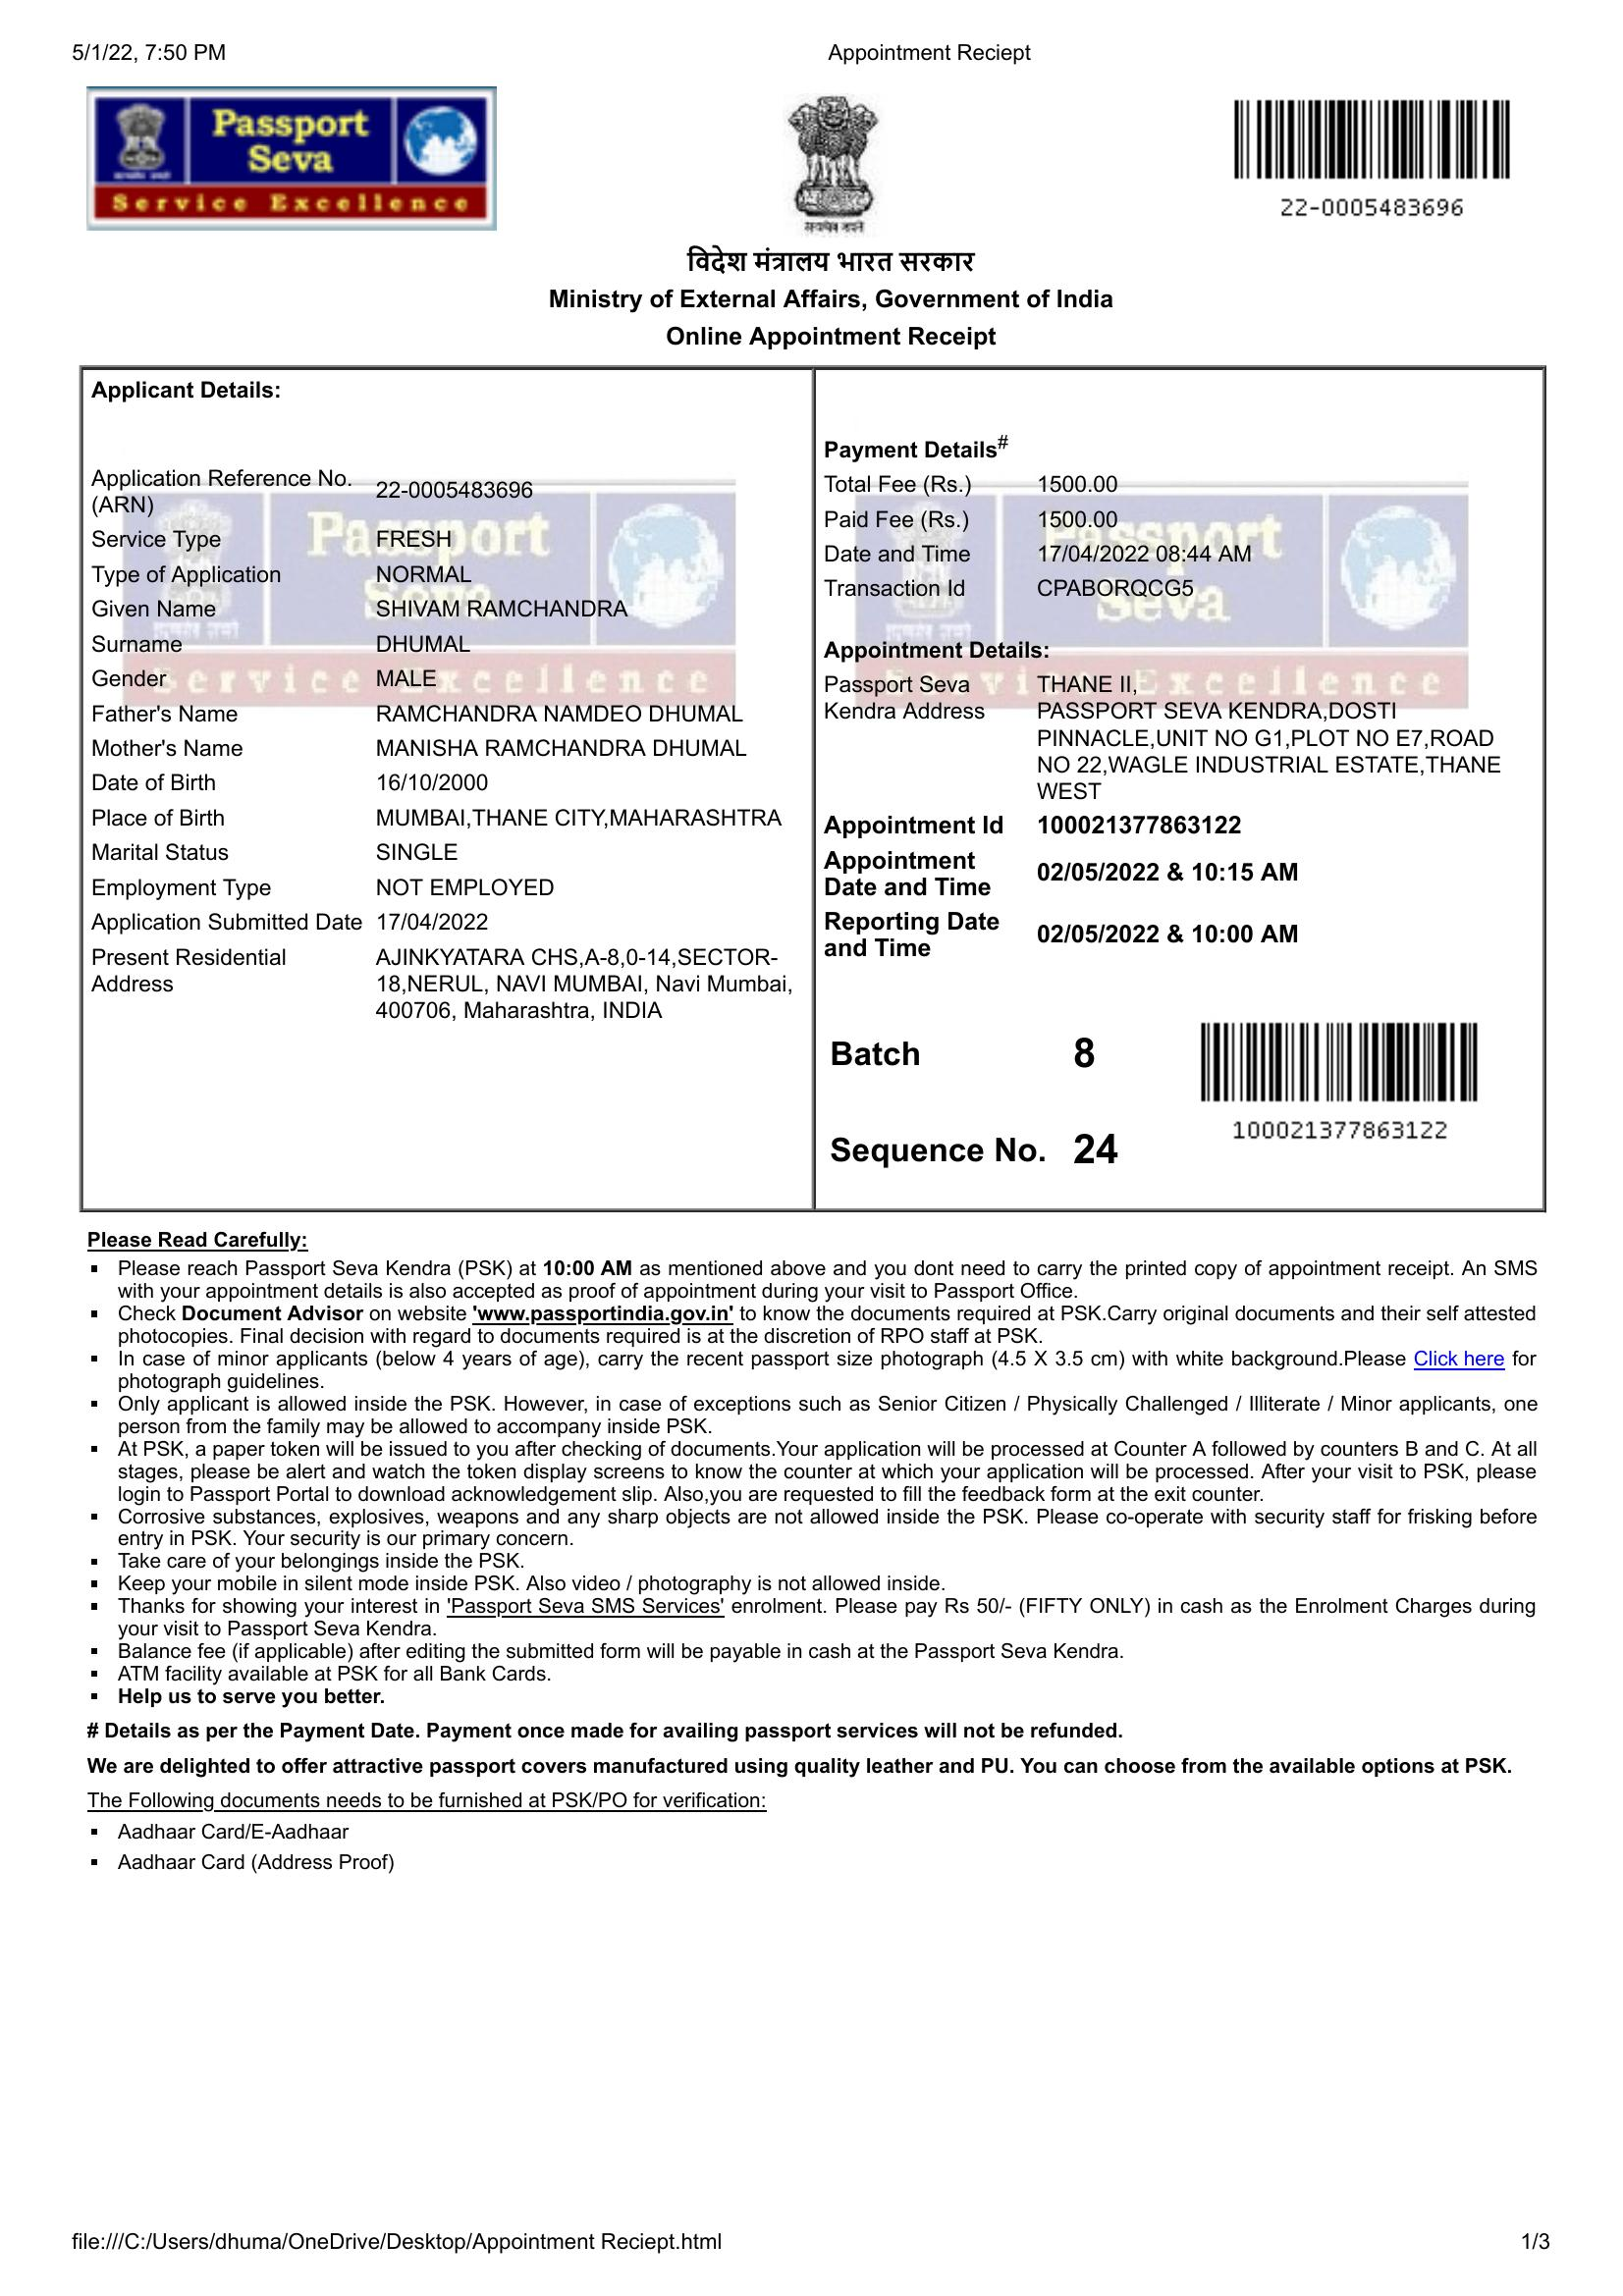 5/1/22, 7:50 PM
Appointment Reciept
Passport
Seva
Service Excellence
22-0005483696
विदेश मंत्रालय भारत सरकार
Ministry of External Affairs, Government of India
Online Appointment Receipt
Applicant Details:
Application Reference No. (ARN) 22-0005483696
Service Type FRESH
Type of Application NORMAL
Given Name SHIVAM RAMCHANDRA
Surname DHUMAL
Gender MALE
Father's Name RAMCHANDRA NAMDEO DHUMAL
Mother's Name MANISHA RAMCHANDRA DHUMAL
Date of Birth 16/10/2000
Place of Birth MUMBAI,THANE CITY,MAHARASHTRA
Marital Status SINGLE
Employment Type NOT EMPLOYED
Application Submitted Date 17/04/2022
Present Residential Address AJINKYATARA CHS,A-8,0-14,SECTOR-
18,NERUL, NAVI MUMBAI, Navi Mumbai,
400706, Maharashtra, INDIA
Payment Details#
Total Fee (Rs.) 1500.00
Paid Fee (Rs.) 1500.00
Date and Time 17/04/2022 08:44 AM
Transaction Id CPABORQCG5
Appointment Details:
Passport Seva Kendra Address THANE II,
PASSPORT SEVA KENDRA,DOSTI
PINNACLE,UNIT NO G1,PLOT NO E7,ROAD
NO 22,WAGLE INDUSTRIAL ESTATE,THANE
WEST
Appointment Id 100021377863122
Appointment Date and Time 02/05/2022 & 10:15 AM
Reporting Date and Time 02/05/2022 & 10:00 AM
Batch 8
Sequence No. 24
100021377863122
Please Read Carefully:
▪ Please reach Passport Seva Kendra (PSK) at 10:00 AM as mentioned above and you dont need to carry the printed copy of appointment receipt. An SMS
with your appointment details is also accepted as proof of appointment during your visit to Passport Office.
▪ Check Document Advisor on website 'www.passportindia.gov.in' to know the documents required at PSK.Carry original documents and their self attested
photocopies. Final decision with regard to documents required is at the discretion of RPO staff at PSK.
▪ In case of minor applicants (below 4 years of age), carry the recent passport size photograph (4.5 X 3.5 cm) with white background.Please Click here for
photograph guidelines.
▪ Only applicant is allowed inside the PSK. However, in case of exceptions such as Senior Citizen / Physically Challenged / Illiterate / Minor applicants, one
person from the family may be allowed to accompany inside PSK.
▪ At PSK, a paper token will be issued to you after checking of documents.Your application will be processed at Counter A followed by counters B and C. At all
stages, please be alert and watch the token display screens to know the counter at which your application will be processed. After your visit to PSK, please
login to Passport Portal to download acknowledgement slip. Also,you are requested to fill the feedback form at the exit counter.
▪ Corrosive substances, explosives, weapons and any sharp objects are not allowed inside the PSK. Please co-operate with security staff for frisking before
entry in PSK. Your security is our primary concern.
▪ Take care of your belongings inside the PSK.
▪ Keep your mobile in silent mode inside PSK. Also video / photography is not allowed inside.
▪ Thanks for showing your interest in 'Passport Seva SMS Services' enrolment. Please pay Rs 50/- (FIFTY ONLY) in cash as the Enrolment Charges during
your visit to Passport Seva Kendra.
▪ Balance fee (if applicable) after editing the submitted form will be payable in cash at the Passport Seva Kendra.
▪ ATM facility available at PSK for all Bank Cards.
▪ Help us to serve you better.
# Details as per the Payment Date. Payment once made for availing passport services will not be refunded.
We are delighted to offer attractive passport covers manufactured using quality leather and PU. You can choose from the available options at PSK.
The Following documents needs to be furnished at PSK/PO for verification:
▪ Aadhaar Card/E-Aadhaar
▪ Aadhaar Card (Address Proof)
file:///C:/Users/dhuma/OneDrive/Desktop/Appointment Reciept.html
1/3